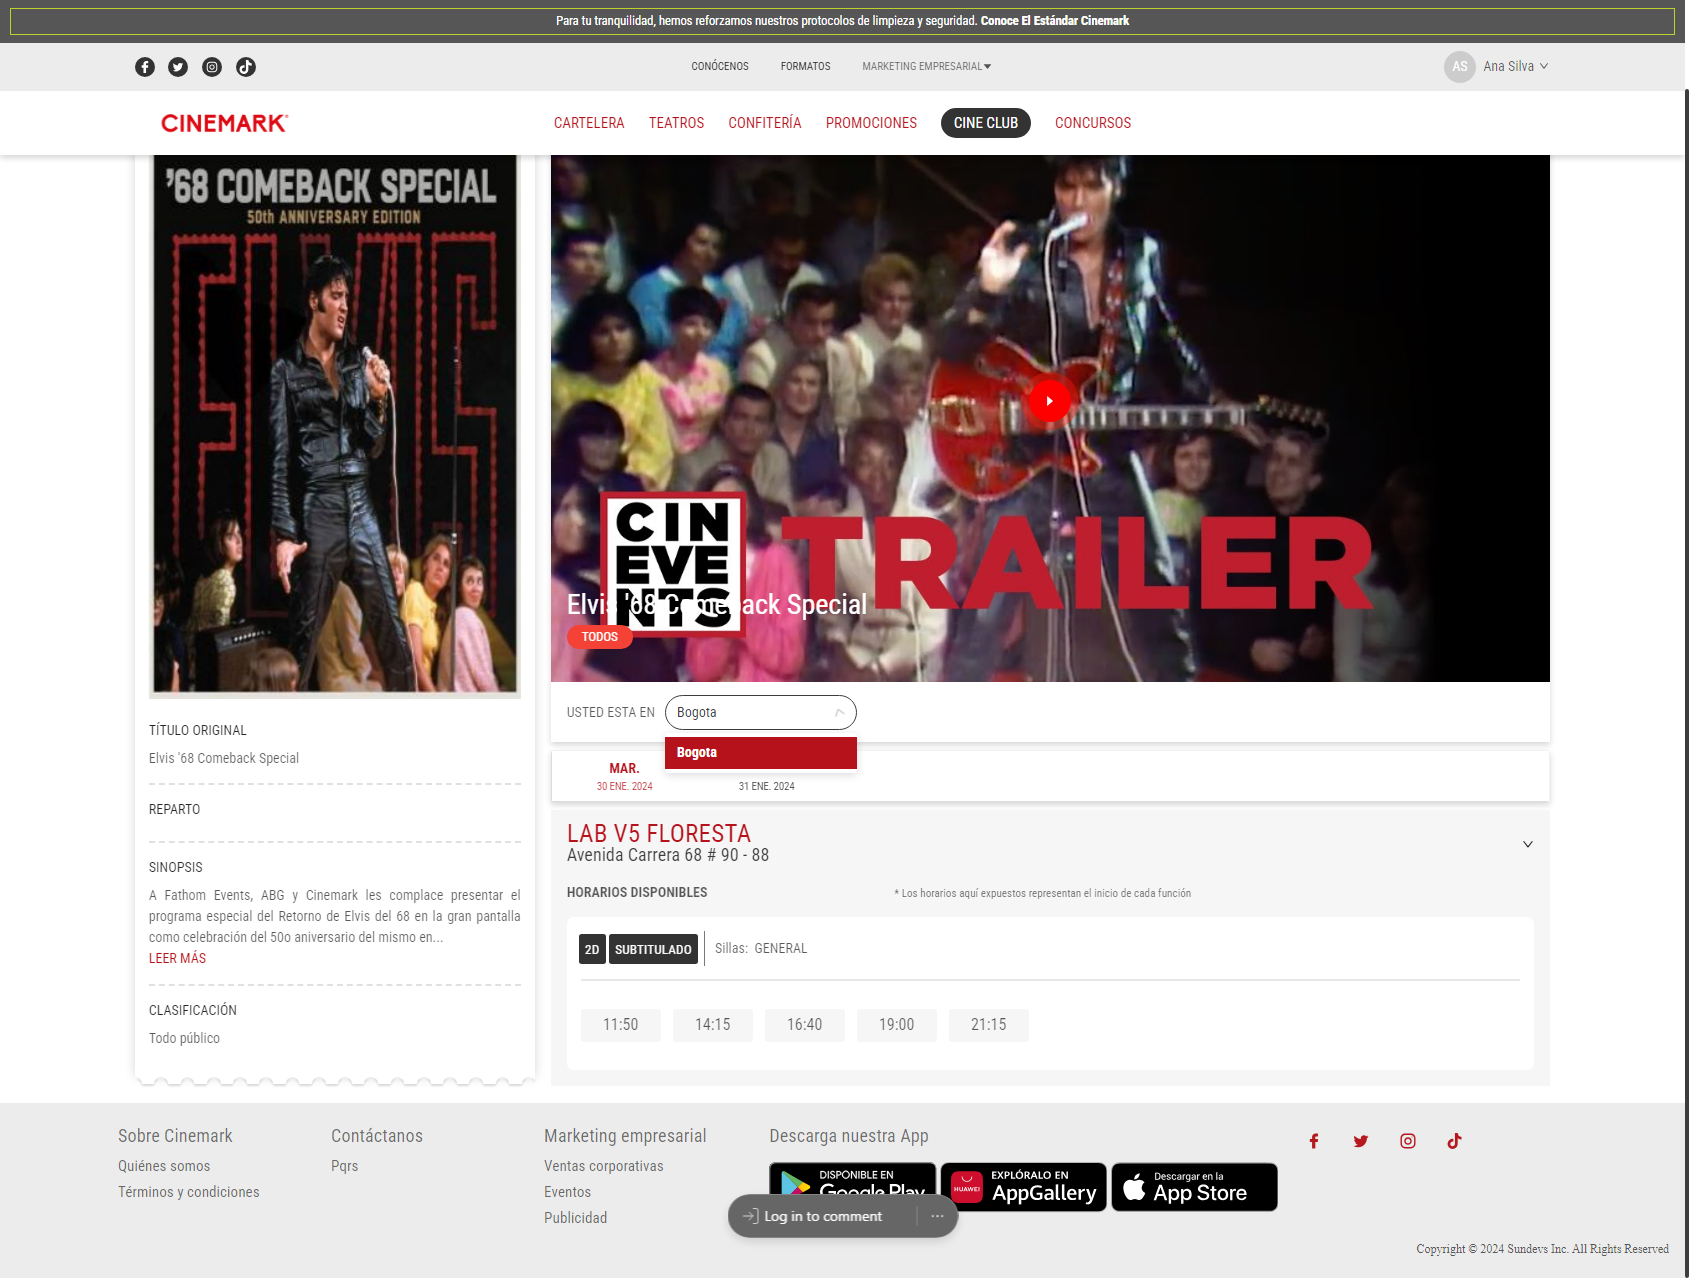 Para tu tranquilidad, hemos reforzamos nuestros protocolos de limpieza y seguridad. Conoce El Estándar Cinemark
CONÓCENOS FORMATOS MARKETING EMPRESARIAL
AS Ana Silva
CINEMARK
CARTELERA TEATROS CONFITERÍA PROMOCIONES CINE CLUB CONCURSOS
'68 COMEBACK SPECIAL
50th ANNIVERSARY EDITION
ELVIS
CIN
EVE
NTS
TRAILER
Elvis '68 Comeback Special
TODOS
TÍTULO ORIGINAL
Elvis '68 Comeback Special
REPARTO
SINOPSIS
A Fathom Events, ABG y Cinemark les complace presentar el
programa especial del Retorno de Elvis del 68 en la gran pantalla
como celebración del 50o aniversario del mismo en...
LEER MÁS
CLASIFICACIÓN
Todo público
USTED ESTA EN Bogota
Bogota
MAR.
30 ENE. 2024 31 ENE. 2024
LAB V5 FLORESTA
Avenida Carrera 68 # 90 - 88
HORARIOS DISPONIBLES * Los horarios aquí expuestos representan el inicio de cada función
2D SUBTITULADO Sillas: GENERAL
11:50 14:15 16:40 19:00 21:15
Sobre Cinemark
Quiénes somos
Términos y condiciones
Contáctanos
Pqrs
Marketing empresarial
Ventas corporativas
Eventos
Publicidad
Descarga nuestra App
DISPONIBLE EN
Google Play
HUAWEI
EXPLÓRALO EN
AppGallery
Descargar en la
App Store
Log in to comment
Copyright © 2024 Sundevs Inc. All Rights Reserved